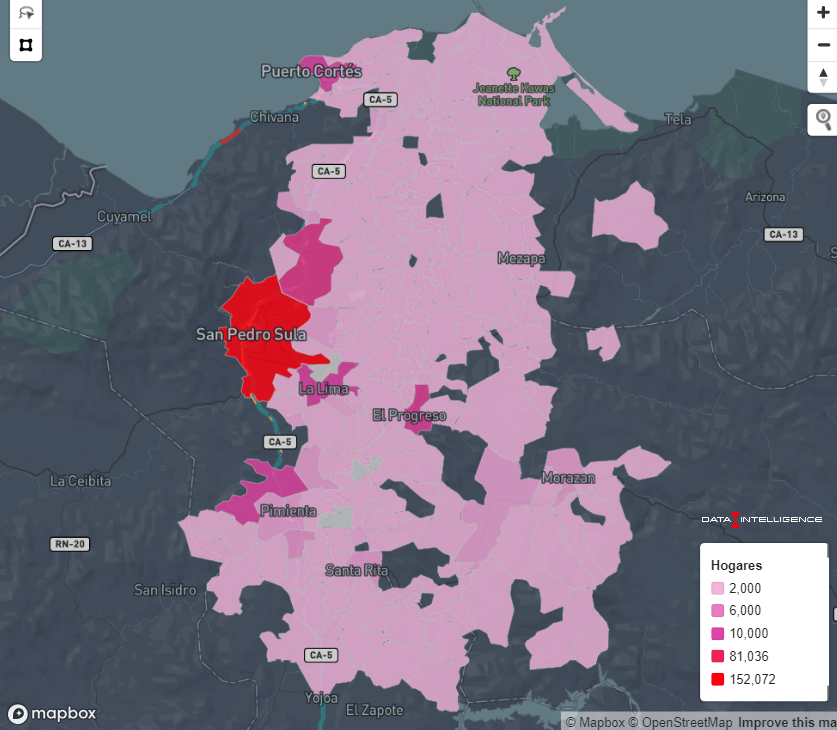 Puerto Cortés
CA-5
Jeanette Kawas
National Park
Chivana
Tela
CA-5
Arizona
Cuyamel
CA-13
CA-13
Mezapa
San Pedro Sula
La Lima
El Progreso
CA-5
La Ceibita
Morazan
Pimienta
DATA INTELLIGENCE
RN-20
Santa Rita
San Isidro
Hogares
2,000
6,000
10,000
81,036
152,072
CA-5
Yojoa
El Zapote
mapbox
© Mapbox © OpenStreetMap Improve this ma